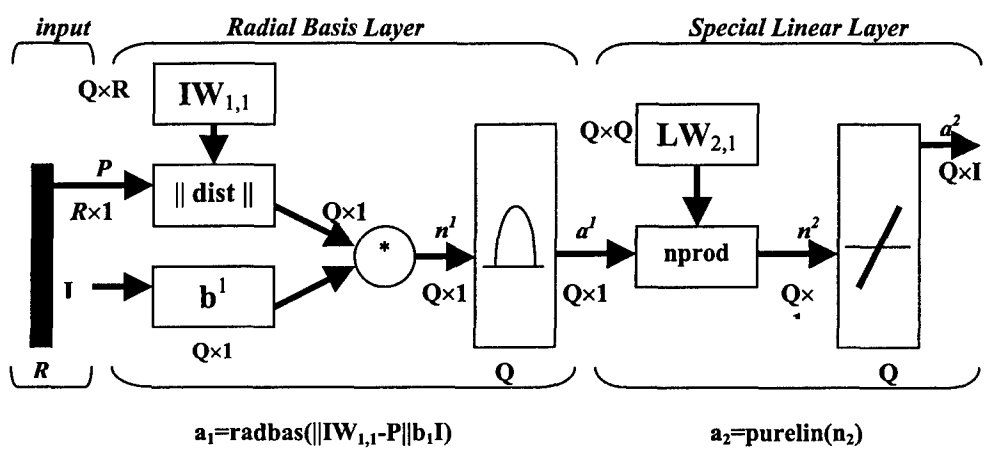 input
Radial Basis Layer
Special Linear Layer
Q×R
IW1,1
Q×Q
LW2,1
a2
Q×I
P
R×1
|| dist ||
Q×1
*
n1
Q×1
a1
Q×1
nprod
n2
Q×
I
b1
Q×1
R
Q
Q
a1=radbas(||IW1,1-P||b1I)
a2=purelin(n2)